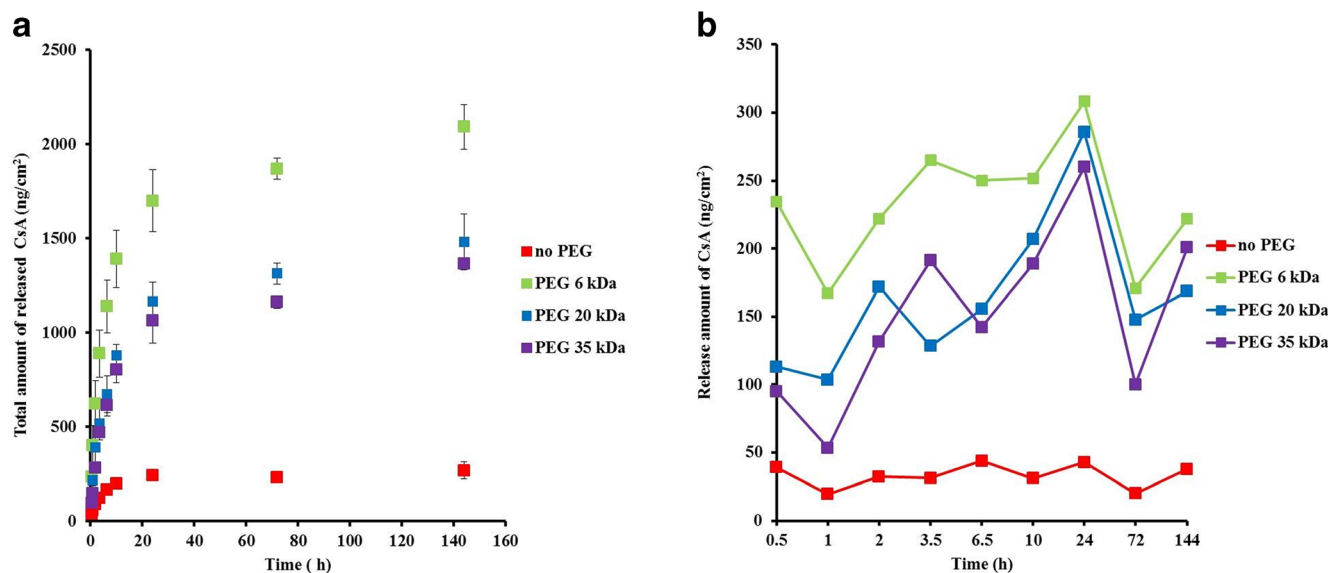 a
Total amount of released CsA (ng/cm²)
2500
2000
1500
1000
500
0
0 20 40 60 80 100 120 140 160
Time ( h)
no PEG
PEG 6 kDa
PEG 20 kDa
PEG 35 kDa
b
Release amount of CsA (ng/cm²)
350
300
250
200
150
100
50
0
0.5 1 2 3.5 6.5 10 24 72 144
Time (h)
no PEG
PEG 6 kDa
PEG 20 kDa
PEG 35 kDa